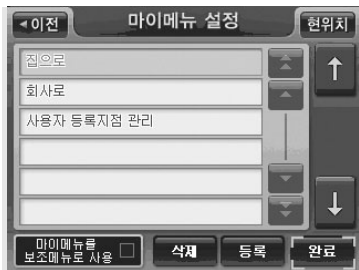 이전
마이메뉴 설정
현위치
집으로
회사로
사용자 등록지점 관리
마이메뉴를
보조메뉴로 사용
삭제
등록
완료